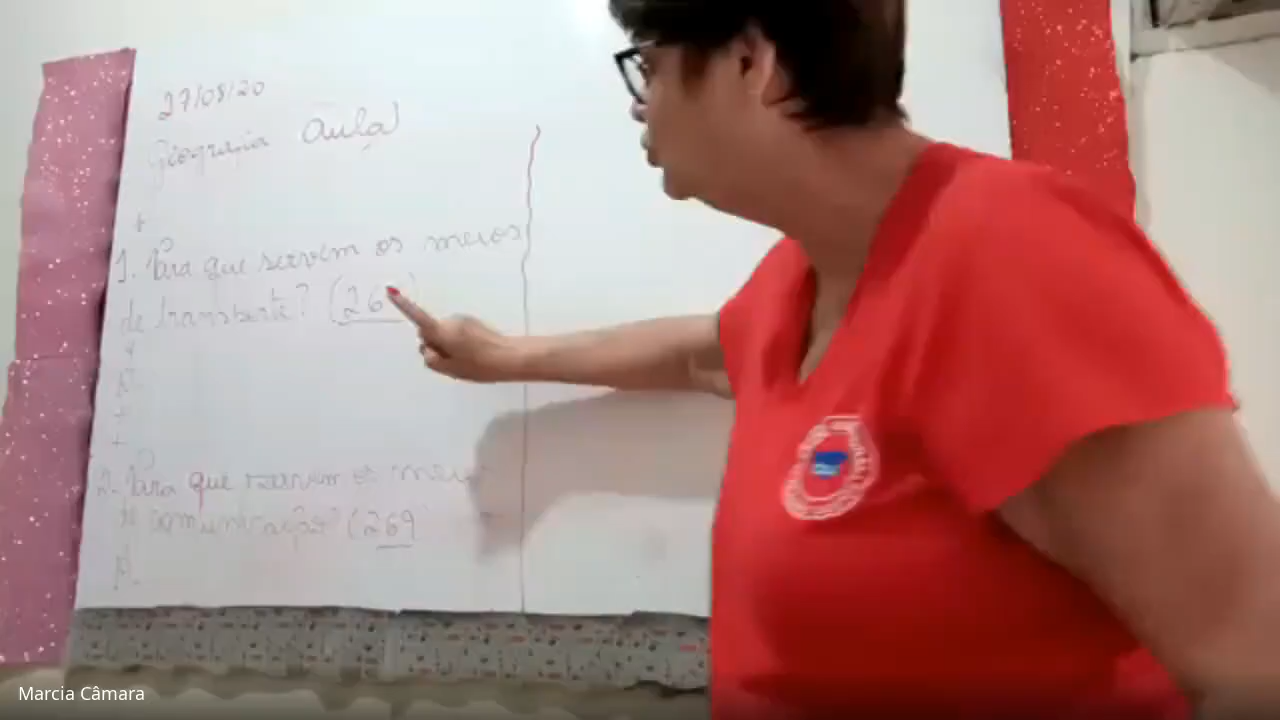 27/08/20
Geografia Aula
1. Para que servem os meios
de transporte? (26
R.
2. Para que servem os meios
de comunicação? (269
R.
Marcia Câmara